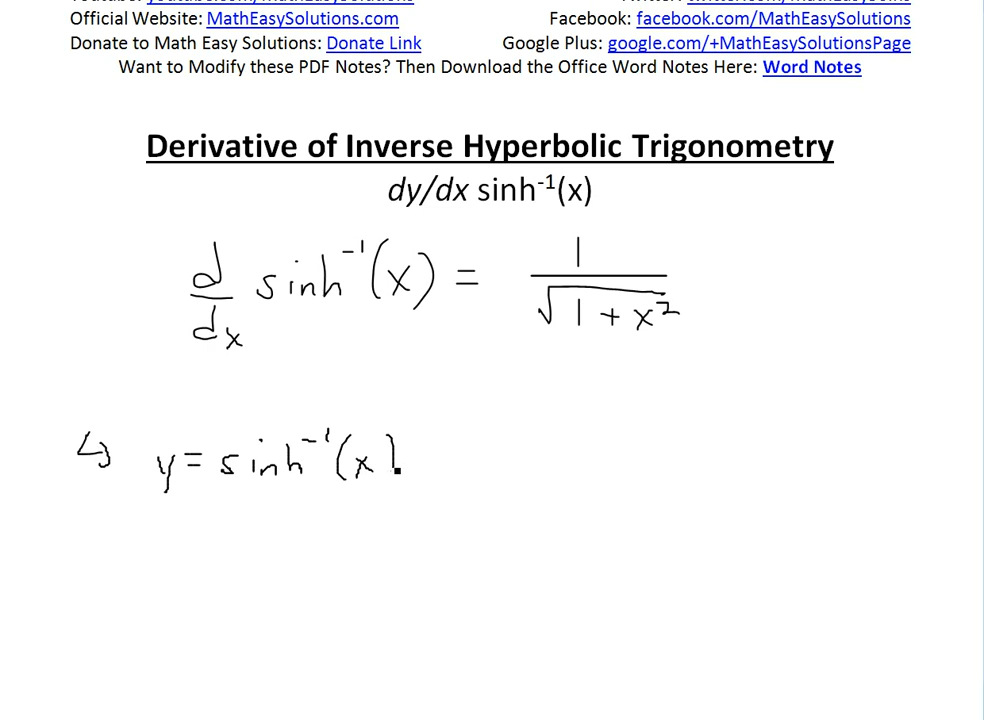 Official Website: MathEasySolutions.com
Facebook: facebook.com/MathEasySolutions
Donate to Math Easy Solutions: Donate Link
Google Plus: google.com/+MathEasySolutionsPage
Want to Modify these PDF Notes? Then Download the Office Word Notes Here: Word Notes
Derivative of Inverse Hyperbolic Trigonometry
dy/dx sinh⁻¹(x)
d/dx sinh⁻¹(x) = 1/√(1+x²)
↳ y = sinh⁻¹(x)